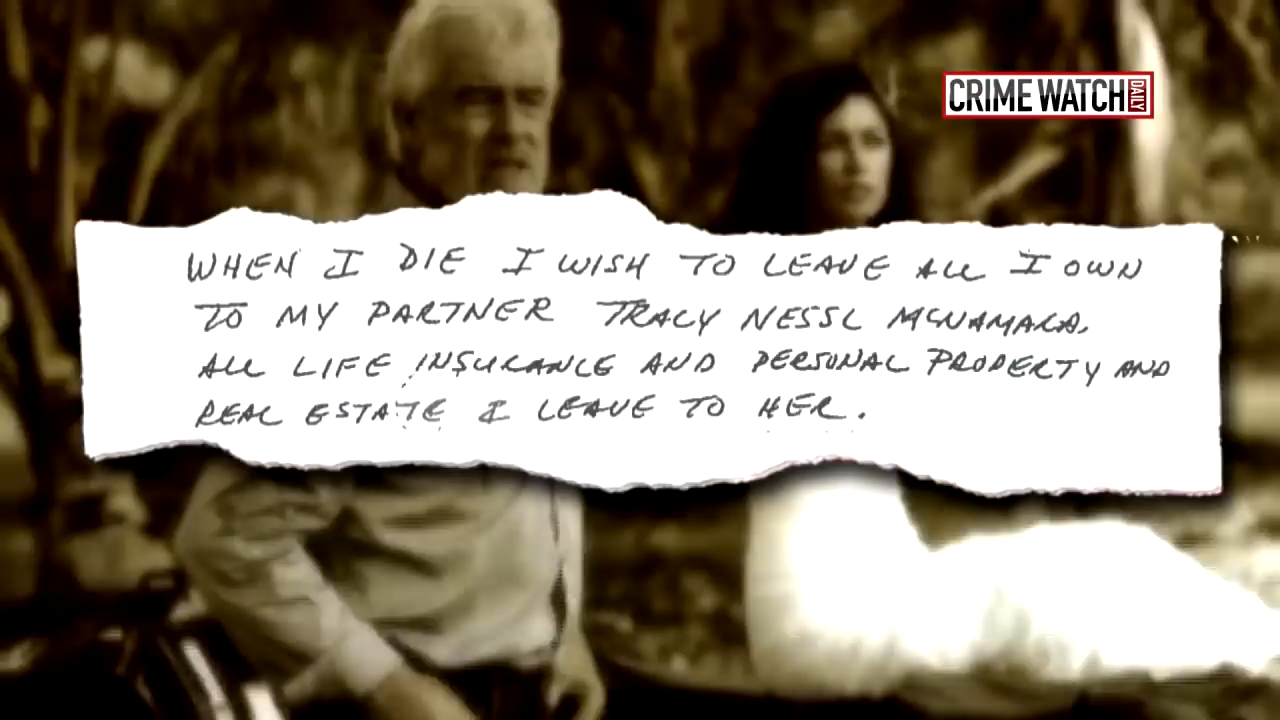 CRIME WATCH DAILY
WHEN I DIE I WISH TO LEAVE ALL I OWN
TO MY PARTNER TRACY NESSL MCNAMARA.
ALL LIFE INSURANCE AND PERSONAL PROPERTY AND
REAL ESTATE I LEAVE TO HER.